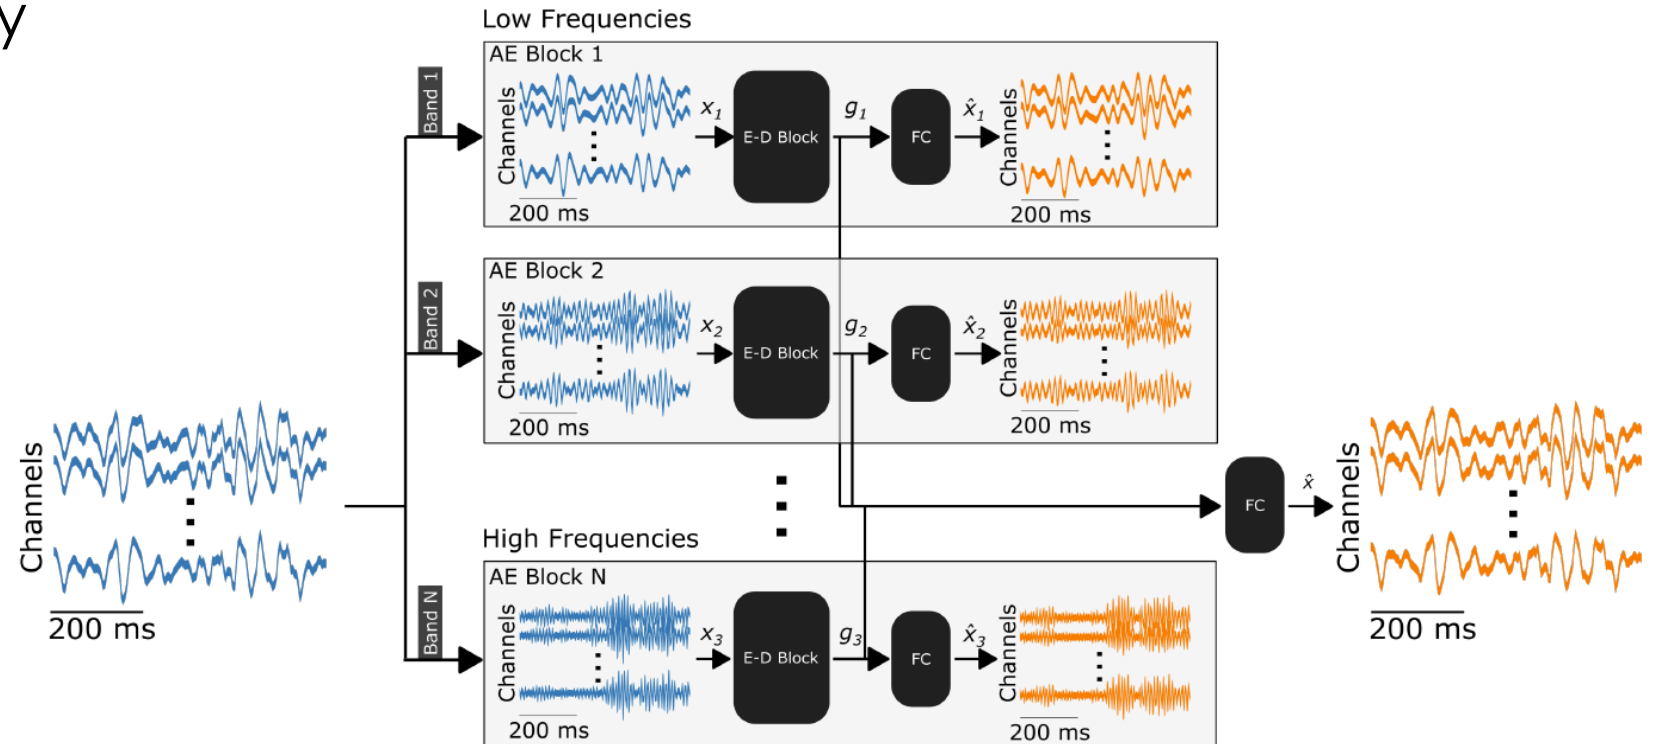 y
Low Frequencies
AE Block 1
Band 1
Channels
200 ms
x1
E-D Block
g1
FC
x̂1
Channels
200 ms
AE Block 2
Band 2
Channels
200 ms
x2
E-D Block
g2
FC
x̂2
Channels
200 ms
Channels
200 ms
FC
x̂
Channels
200 ms
High Frequencies
AE Block N
Band N
Channels
200 ms
x3
E-D Block
g3
FC
x̂3
Channels
200 ms